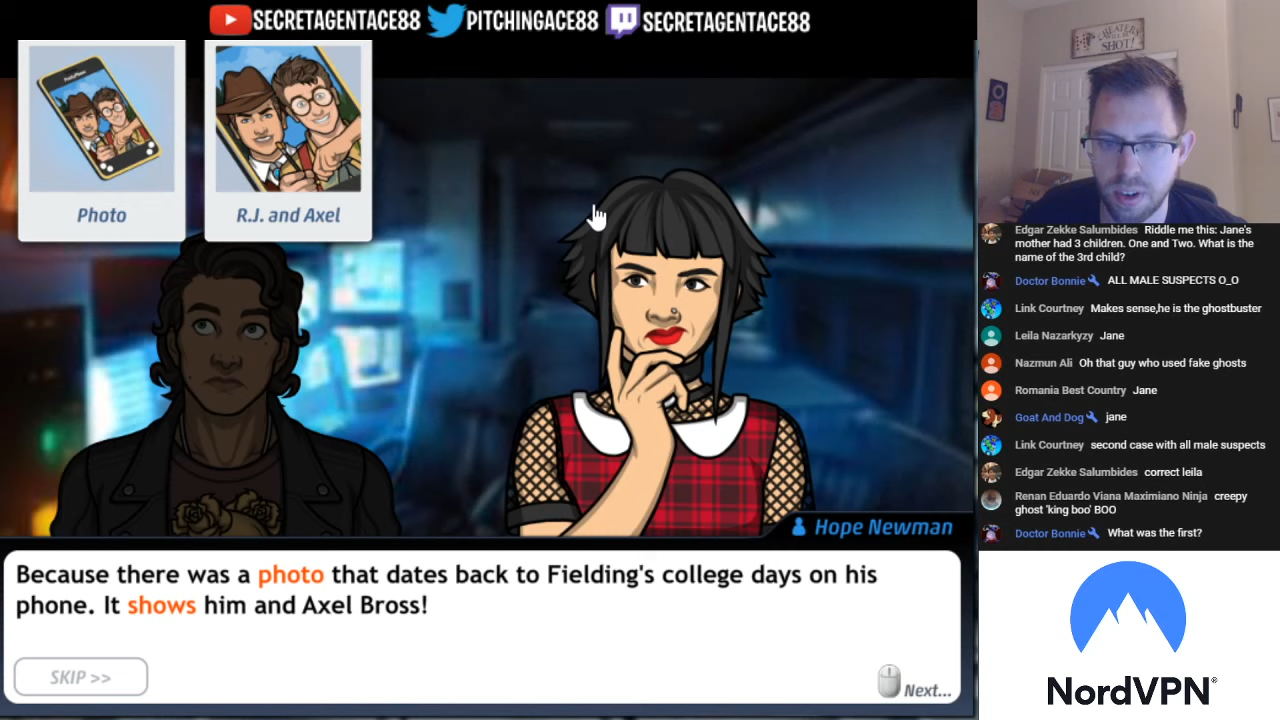 SECRETAGENTACE88 PITCHINGACE88 SECRETAGENTACE88
CHEATERS
WILL BE
SHOT!
Photo
R.J. and Axel
Hope Newman
Because there was a photo that dates back to Fielding's college days on his
phone. It shows him and Axel Bross!
SKIP >>
Next...
Edgar Zekke Salumbides Riddle me this: Jane's
mother had 3 children. One and Two. What is the
name of the 3rd child?
Doctor Bonnie ALL MALE SUSPECTS O_O
Link Courtney Makes sense,he is the ghostbuster
Leila Nazarkyzy Jane
Nazmun Ali Oh that guy who used fake ghosts
Romania Best Country Jane
Goat And Dog jane
Link Courtney second case with all male suspects
Edgar Zekke Salumbides correct leila
Renan Eduardo Viana Maximiano Ninja creepy
ghost 'king boo' BOO
Doctor Bonnie What was the first?
NordVPN®